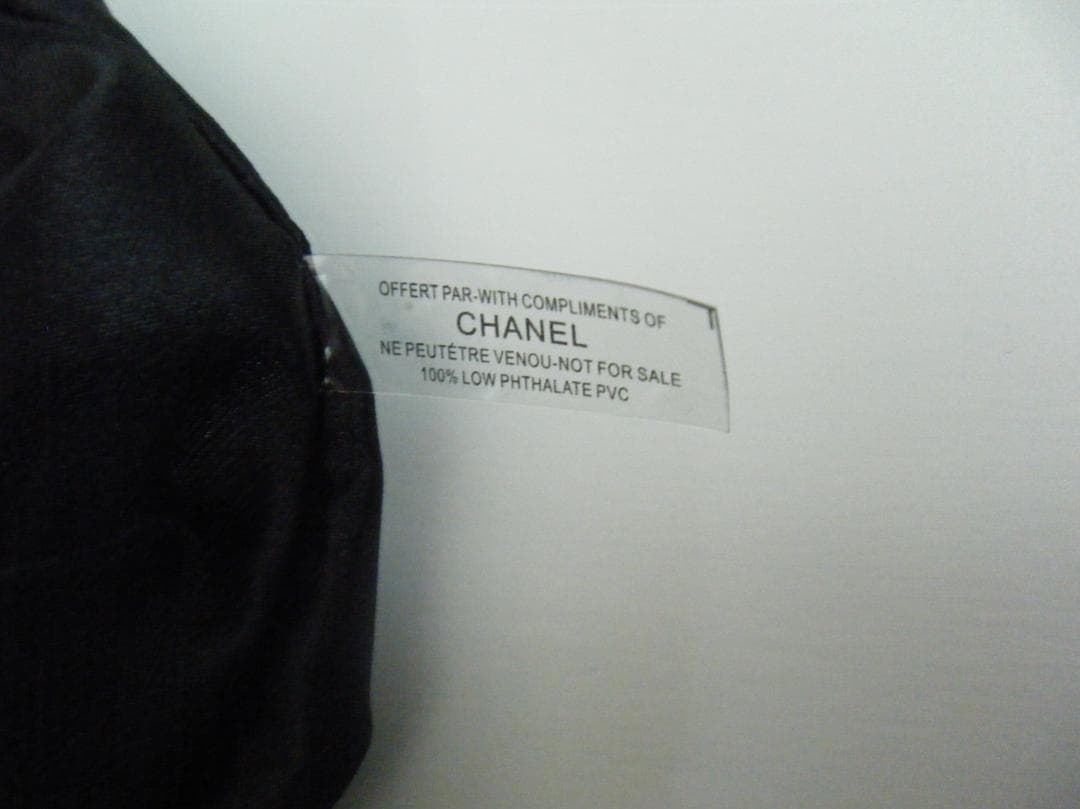 OFFERT PAR-WITH COMPLIMENTS OF
CHANEL
NE PEUTÉTRE VENOU-NOT FOR SALE
100% LOW PHTHALATE PVC